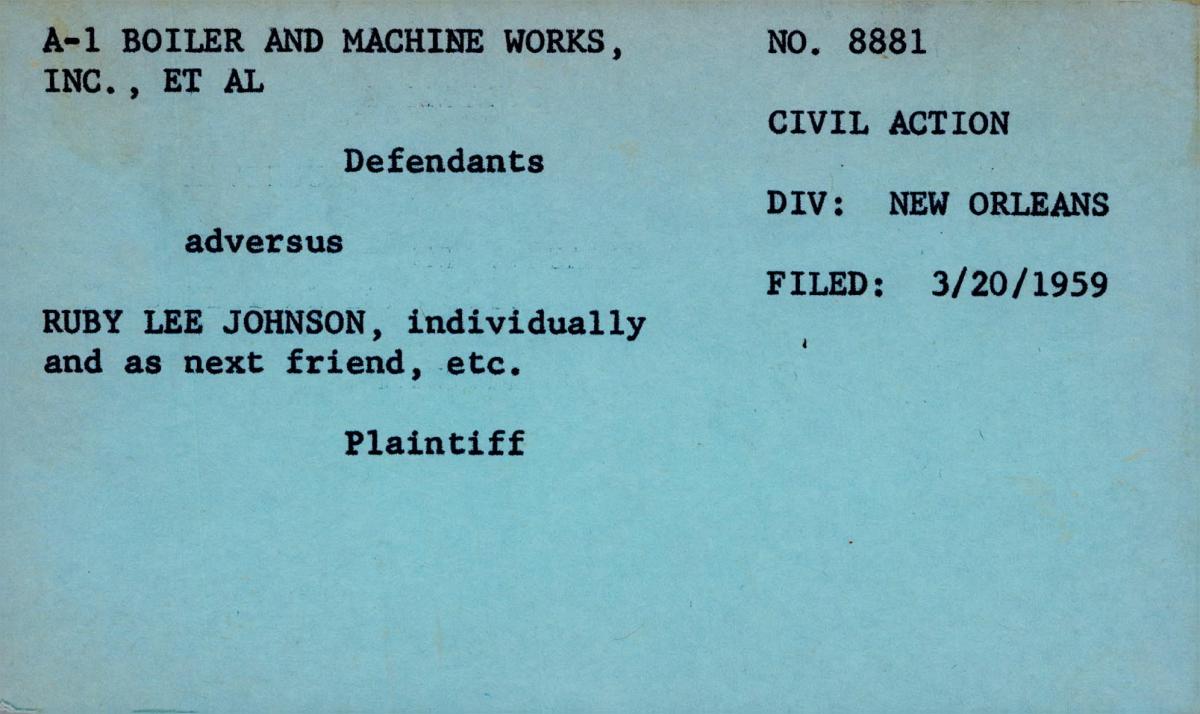 A-1 BOILER AND MACHINE WORKS,
INC., ET AL
Defendants
adversus
RUBY LEE JOHNSON, individually
and as next friend, etc.
Plaintiff
NO. 8881
CIVIL ACTION
DIV: NEW ORLEANS
FILED: 3/20/1959